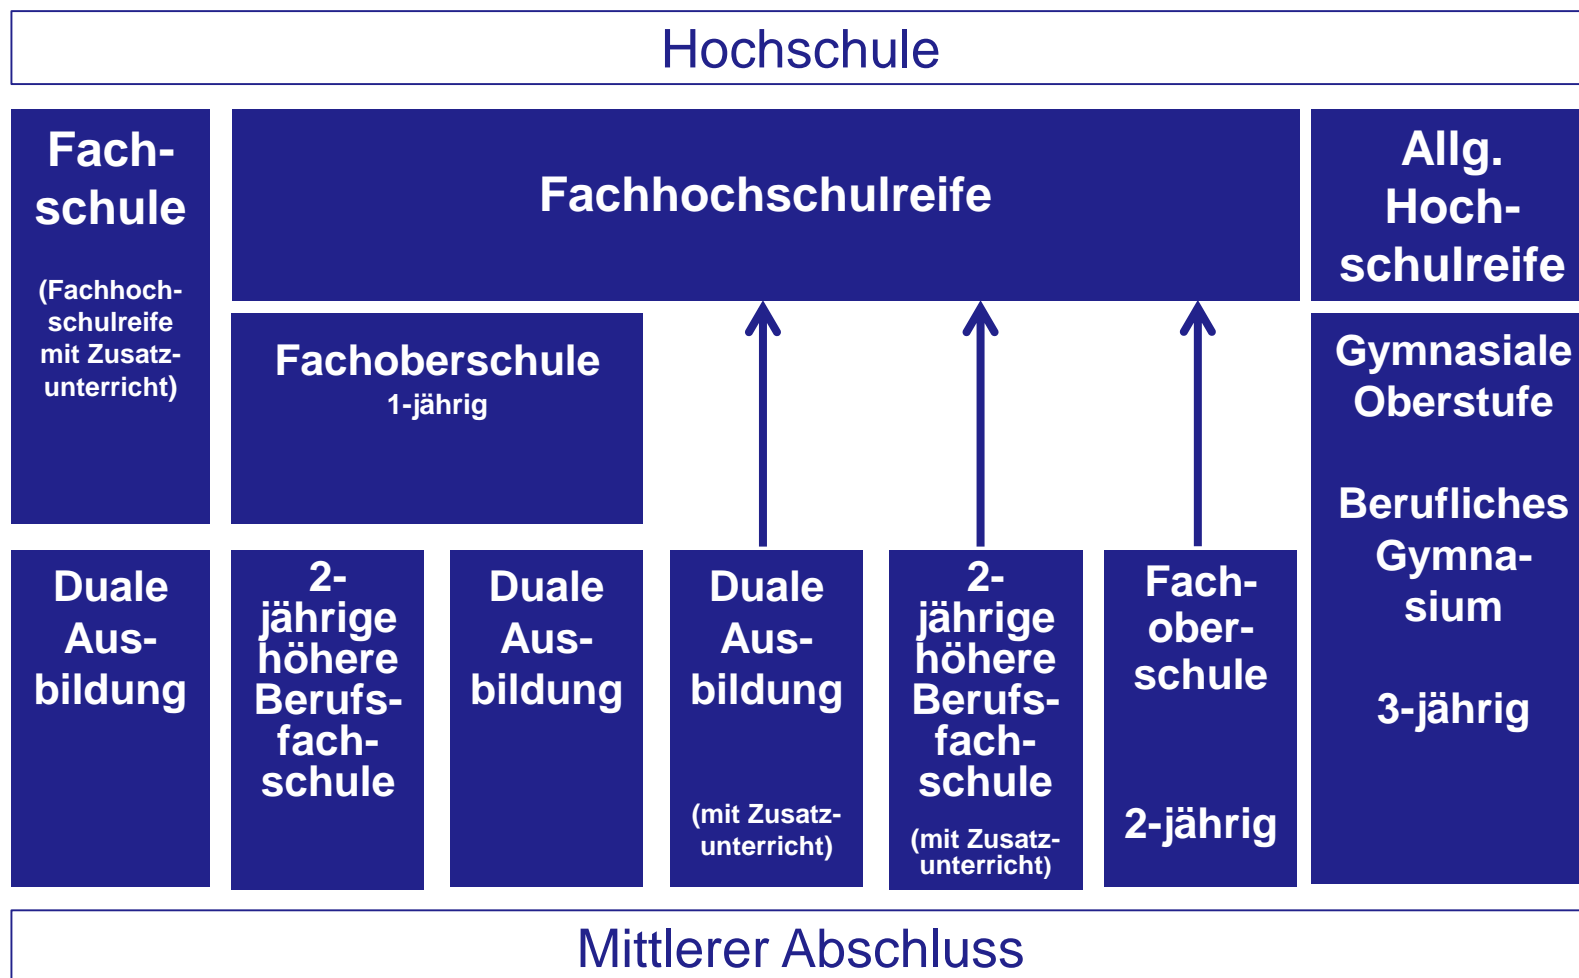 Hochschule
Fach-
schule
(Fachhoch-
schulreife
mit Zusatz-
unterricht)
Fachhochschulreife
Allg.
Hoch-
schulreife
Fachoberschule
1-jährig
Gymnasiale
Oberstufe
Berufliches
Gymna-
sium
3-jährig
Duale
Aus-
bildung
2-
jährige
höhere
Berufs-
fach-
schule
Duale
Aus-
bildung
Duale
Aus-
bildung
(mit Zusatz-
unterricht)
2-
jährige
höhere
Berufs-
fach-
schule
(mit Zusatz-
unterricht)
Fach-
ober-
schule
2-jährig
Mittlerer Abschluss